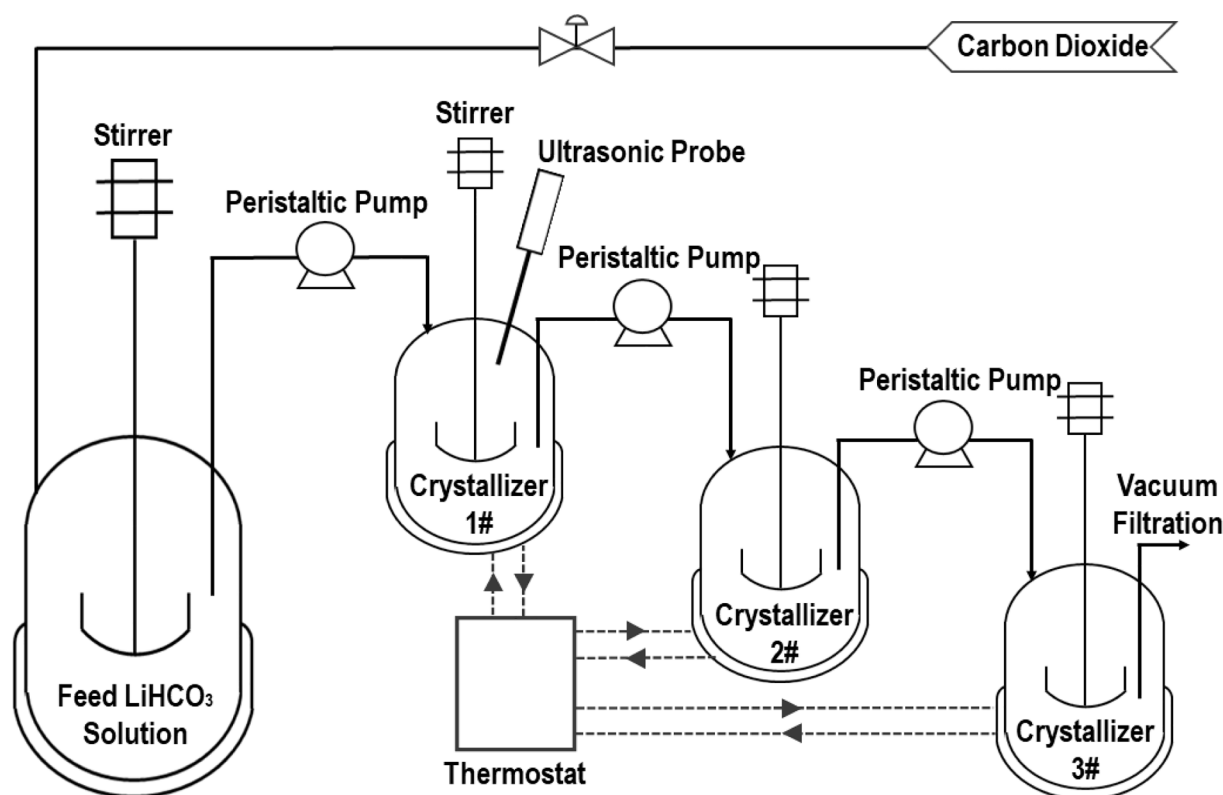 Carbon Dioxide
Stirrer
Stirrer
Ultrasonic Probe
Peristaltic Pump
Peristaltic Pump
Peristaltic Pump
Crystallizer
1#
Vacuum
Filtration
Crystallizer
2#
Feed LiHCO₃
Solution
Crystallizer
3#
Thermostat